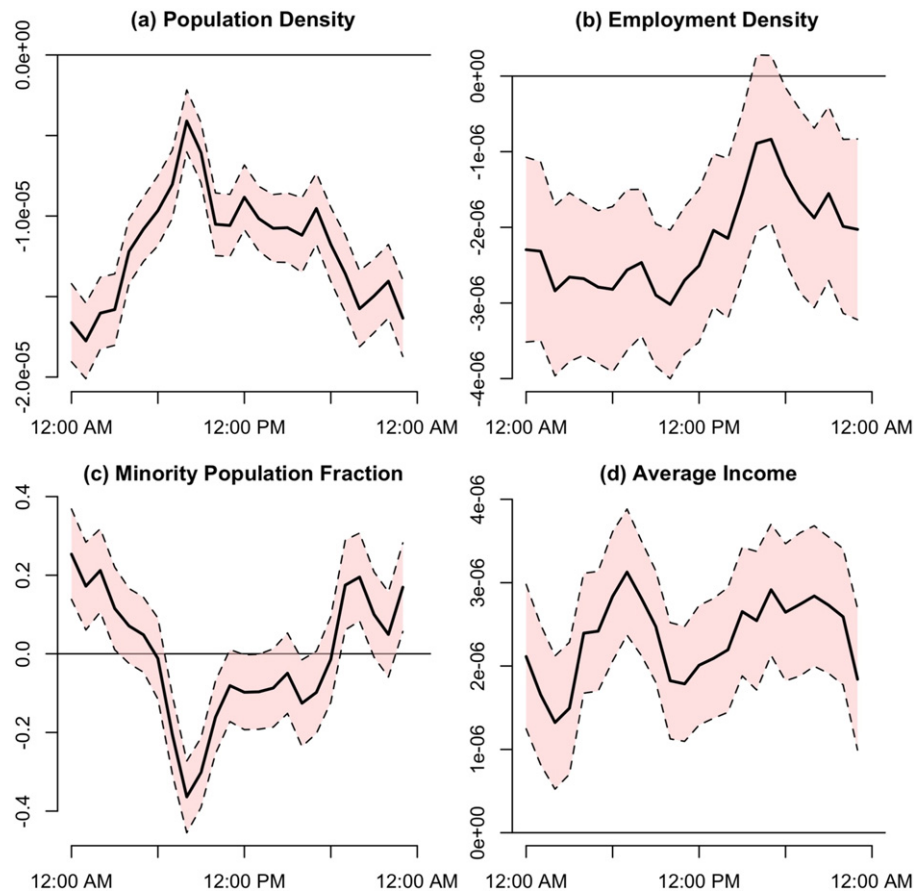 (a) Population Density
0.0e+00
-1.0e-05
-2.0e-05
12:00 AM 12:00 PM 12:00 AM
(b) Employment Density
0e+00
-1e-06
-2e-06
-3e-06
-4e-06
12:00 AM 12:00 PM 12:00 AM
(c) Minority Population Fraction
0.4
0.2
0.0
-0.2
-0.4
12:00 AM 12:00 PM 12:00 AM
(d) Average Income
4e-06
3e-06
2e-06
1e-06
0e+00
12:00 AM 12:00 PM 12:00 AM